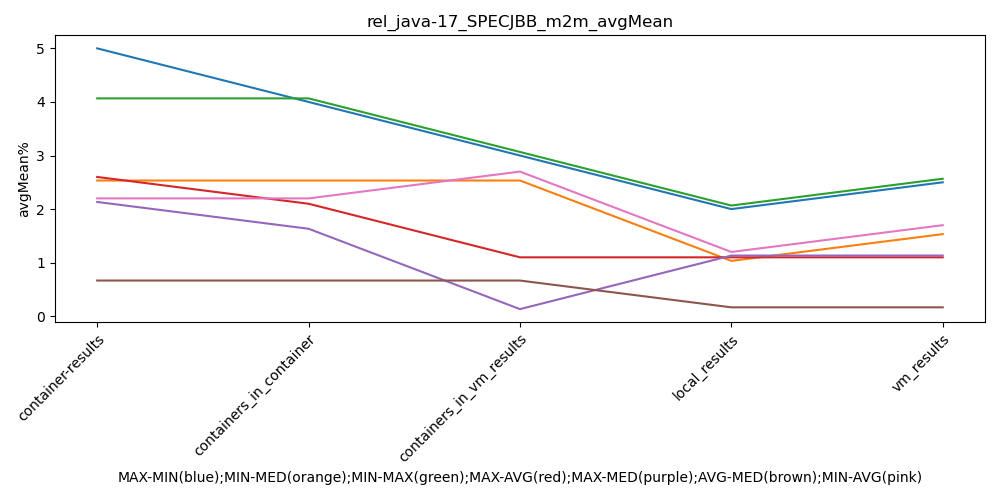 rel_java-17_SPECJBB_m2m_avgMean
5
4
3
2
1
0
avgMean%
container-results
containers_in_container
containers_in_vm_results
local_results
vm_results
MAX-MIN(blue);MIN-MED(orange);MIN-MAX(green);MAX-AVG(red);MAX-MED(purple);AVG-MED(brown);MIN-AVG(pink)